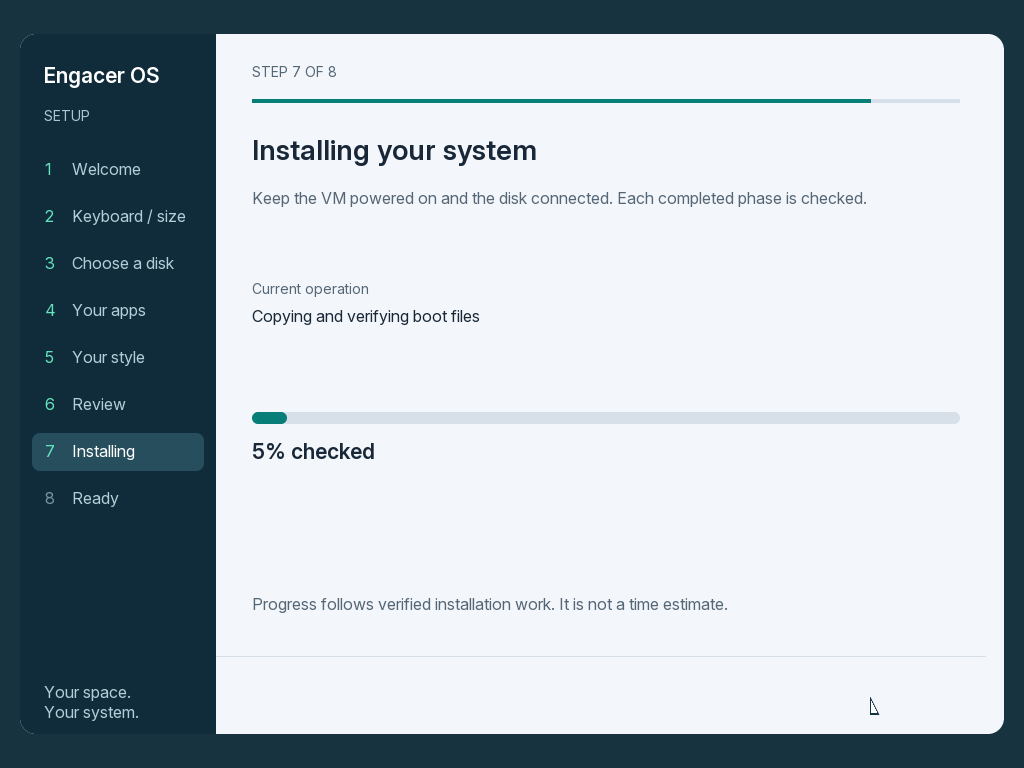 Engacer OS
SETUP
1 Welcome
2 Keyboard / size
3 Choose a disk
4 Your apps
5 Your style
6 Review
7 Installing
8 Ready
Your space.
Your system.
STEP 7 OF 8
Installing your system
Keep the VM powered on and the disk connected. Each completed phase is checked.
Current operation
Copying and verifying boot files
5% checked
Progress follows verified installation work. It is not a time estimate.